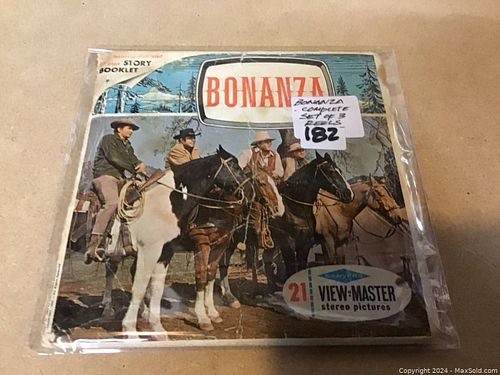 STORY
BOOKLET
BONANZA
BONANZA
COMPLETE
SET OF 3
REELS
182
SAWYER'S
21 VIEW-MASTER
stereo pictures
Copyright 2024 - MaxSold.com